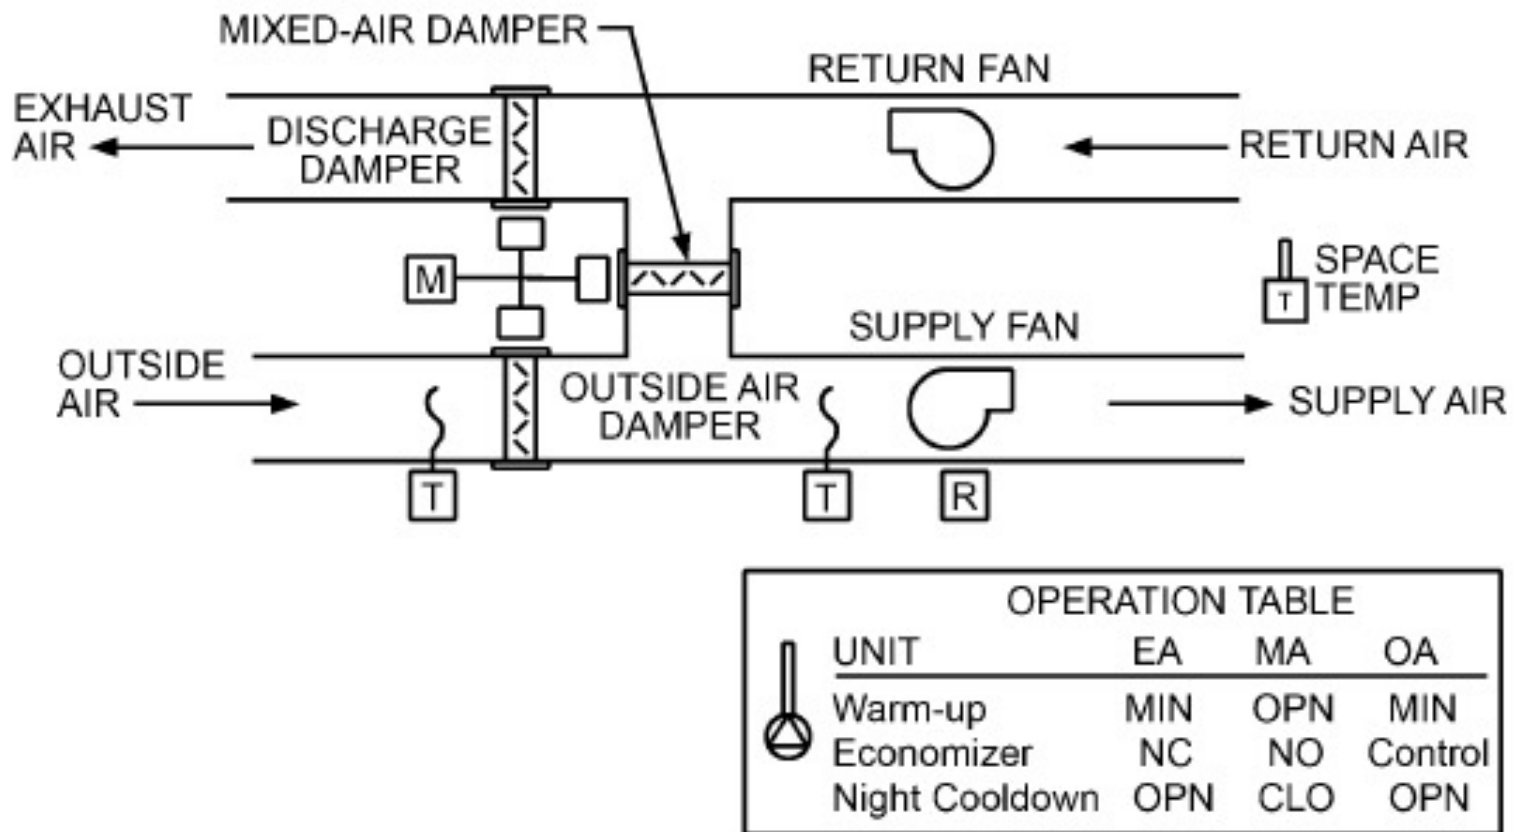 MIXED-AIR DAMPER
RETURN FAN
EXHAUST
AIR
DISCHARGE
DAMPER
RETURN AIR
M
SPACE
TEMP
T
SUPPLY FAN
OUTSIDE
AIR
OUTSIDE AIR
DAMPER
SUPPLY AIR
T
T
R
OPERATION TABLE
UNIT EA MA OA
Warm-up MIN OPN MIN
Economizer NC NO Control
Night Cooldown OPN CLO OPN